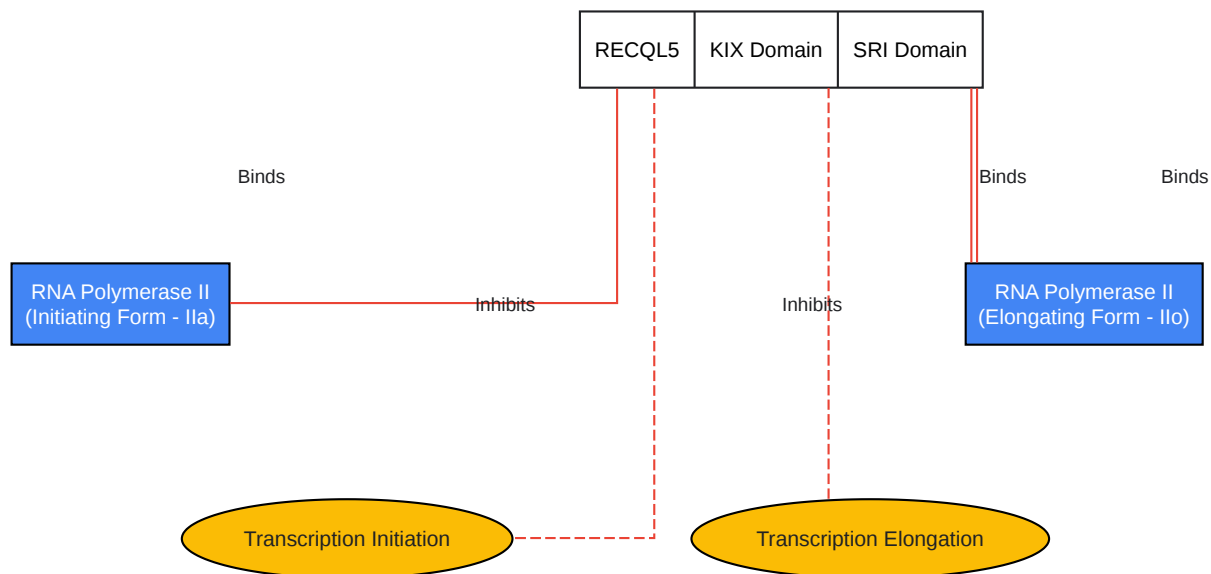 RECQL5
KIX Domain
SRI Domain
Binds
Binds
Binds
RNA Polymerase II
(Initiating Form - IIa)
Inhibits
Inhibits
RNA Polymerase II
(Elongating Form - IIo)
Transcription Initiation
Transcription Elongation